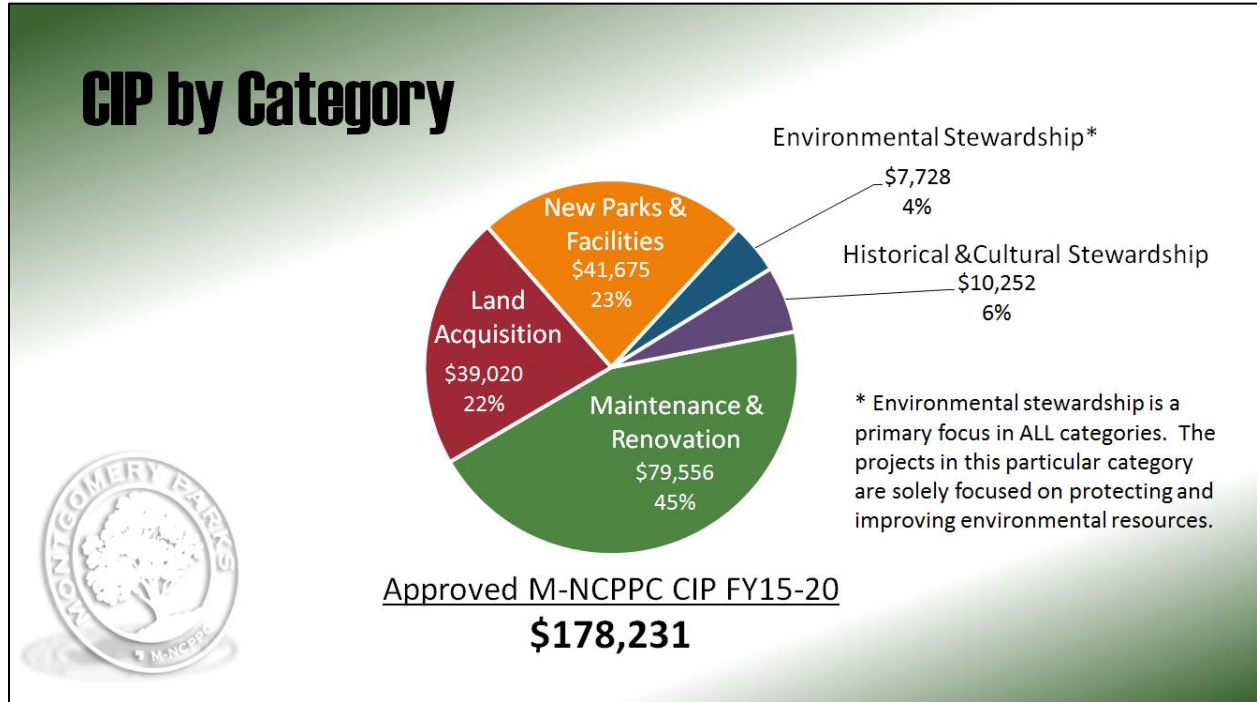 CIP by Category
Environmental Stewardship*
$7,728
4%
Historical &Cultural Stewardship
$10,252
6%
New Parks &
Facilities
$41,675
23%
Land
Acquisition
$39,020
22%
Maintenance &
Renovation
$79,556
45%
* Environmental stewardship is a
primary focus in ALL categories. The
projects in this particular category
are solely focused on protecting and
improving environmental resources.
MONTGOMERY PARKS
M-NCPPC
Approved M-NCPPC CIP FY15-20
$178,231